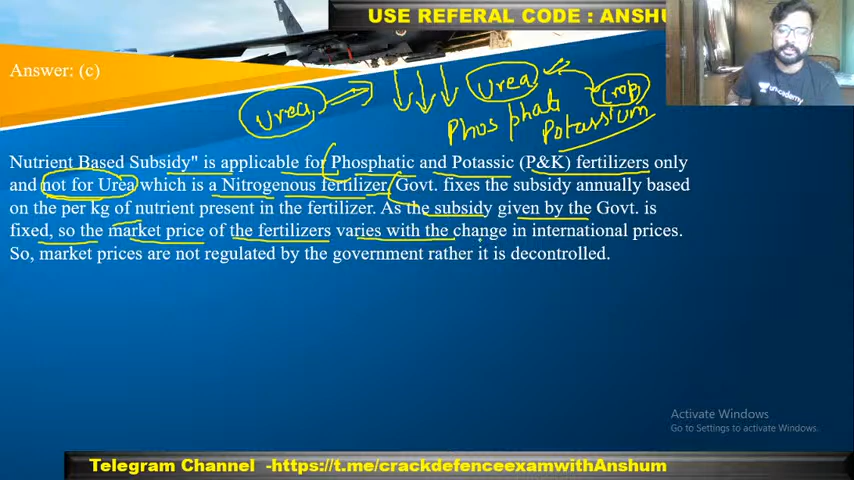 USE REFERAL CODE : ANSHU
Answer: (c)
urea
urea
crop
Phosphate
Potassium
unacademy
Nutrient Based Subsidy" is applicable for Phosphatic and Potassic (P&K) fertilizers only
and not for Urea which is a Nitrogenous fertilizer. Govt. fixes the subsidy annually based
on the per kg of nutrient present in the fertilizer. As the subsidy given by the Govt. is
fixed, so the market price of the fertilizers varies with the change in international prices.
So, market prices are not regulated by the government rather it is decontrolled.
Activate Windows
Go to Settings to activate Windows.
Telegram Channel -https://t.me/crackdefenceexamwithAnshum